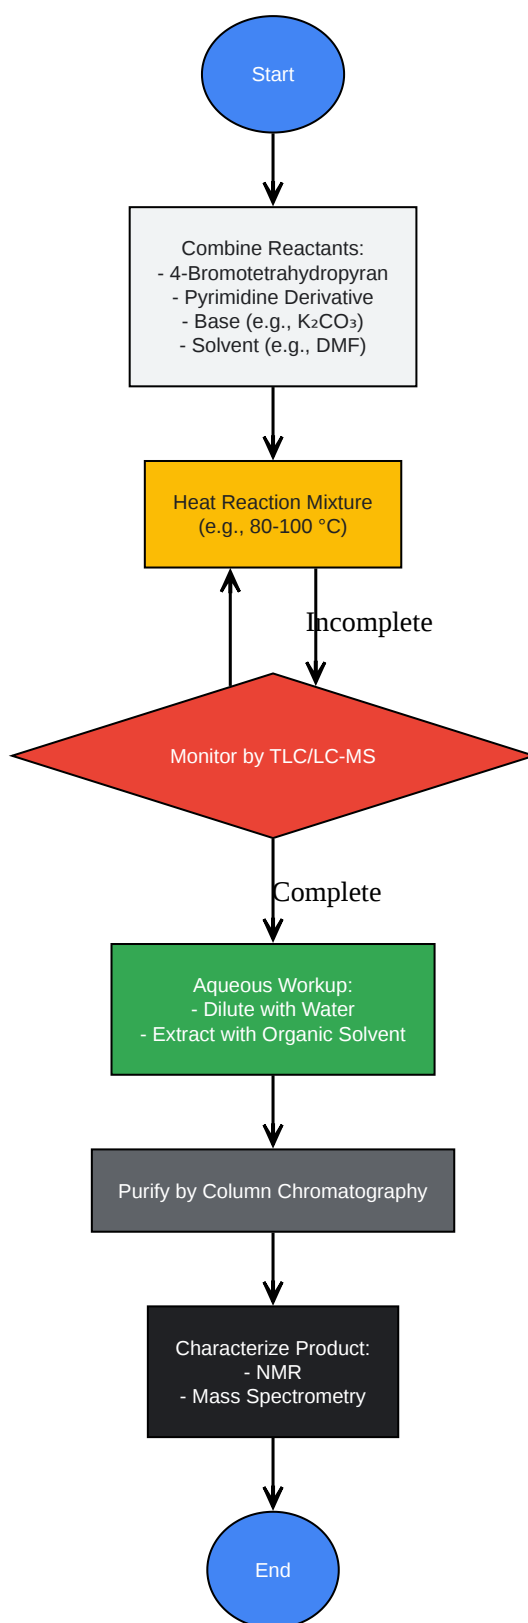 Start
Combine Reactants:
- 4-Bromotetrahydropyran
- Pyrimidine Derivative
- Base (e.g., K₂CO₃)
- Solvent (e.g., DMF)
Heat Reaction Mixture
(e.g., 80-100 °C)
Incomplete
Monitor by TLC/LC-MS
Complete
Aqueous Workup:
- Dilute with Water
- Extract with Organic Solvent
Purify by Column Chromatography
Characterize Product:
- NMR
- Mass Spectrometry
End